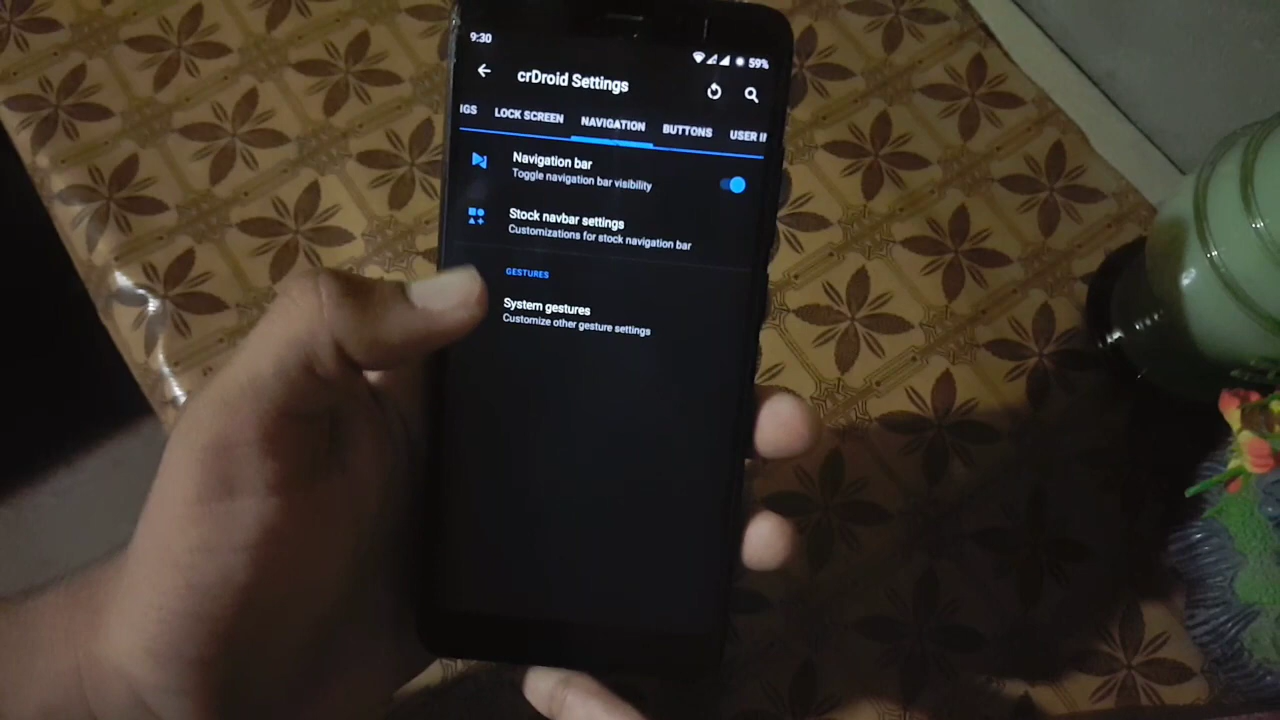 9:30
59%
crDroid Settings
IGS LOCK SCREEN NAVIGATION BUTTONS USER I
Navigation bar
Toggle navigation bar visibility
Stock navbar settings
Customizations for stock navigation bar
GESTURES
System gestures
Customize other gesture settings